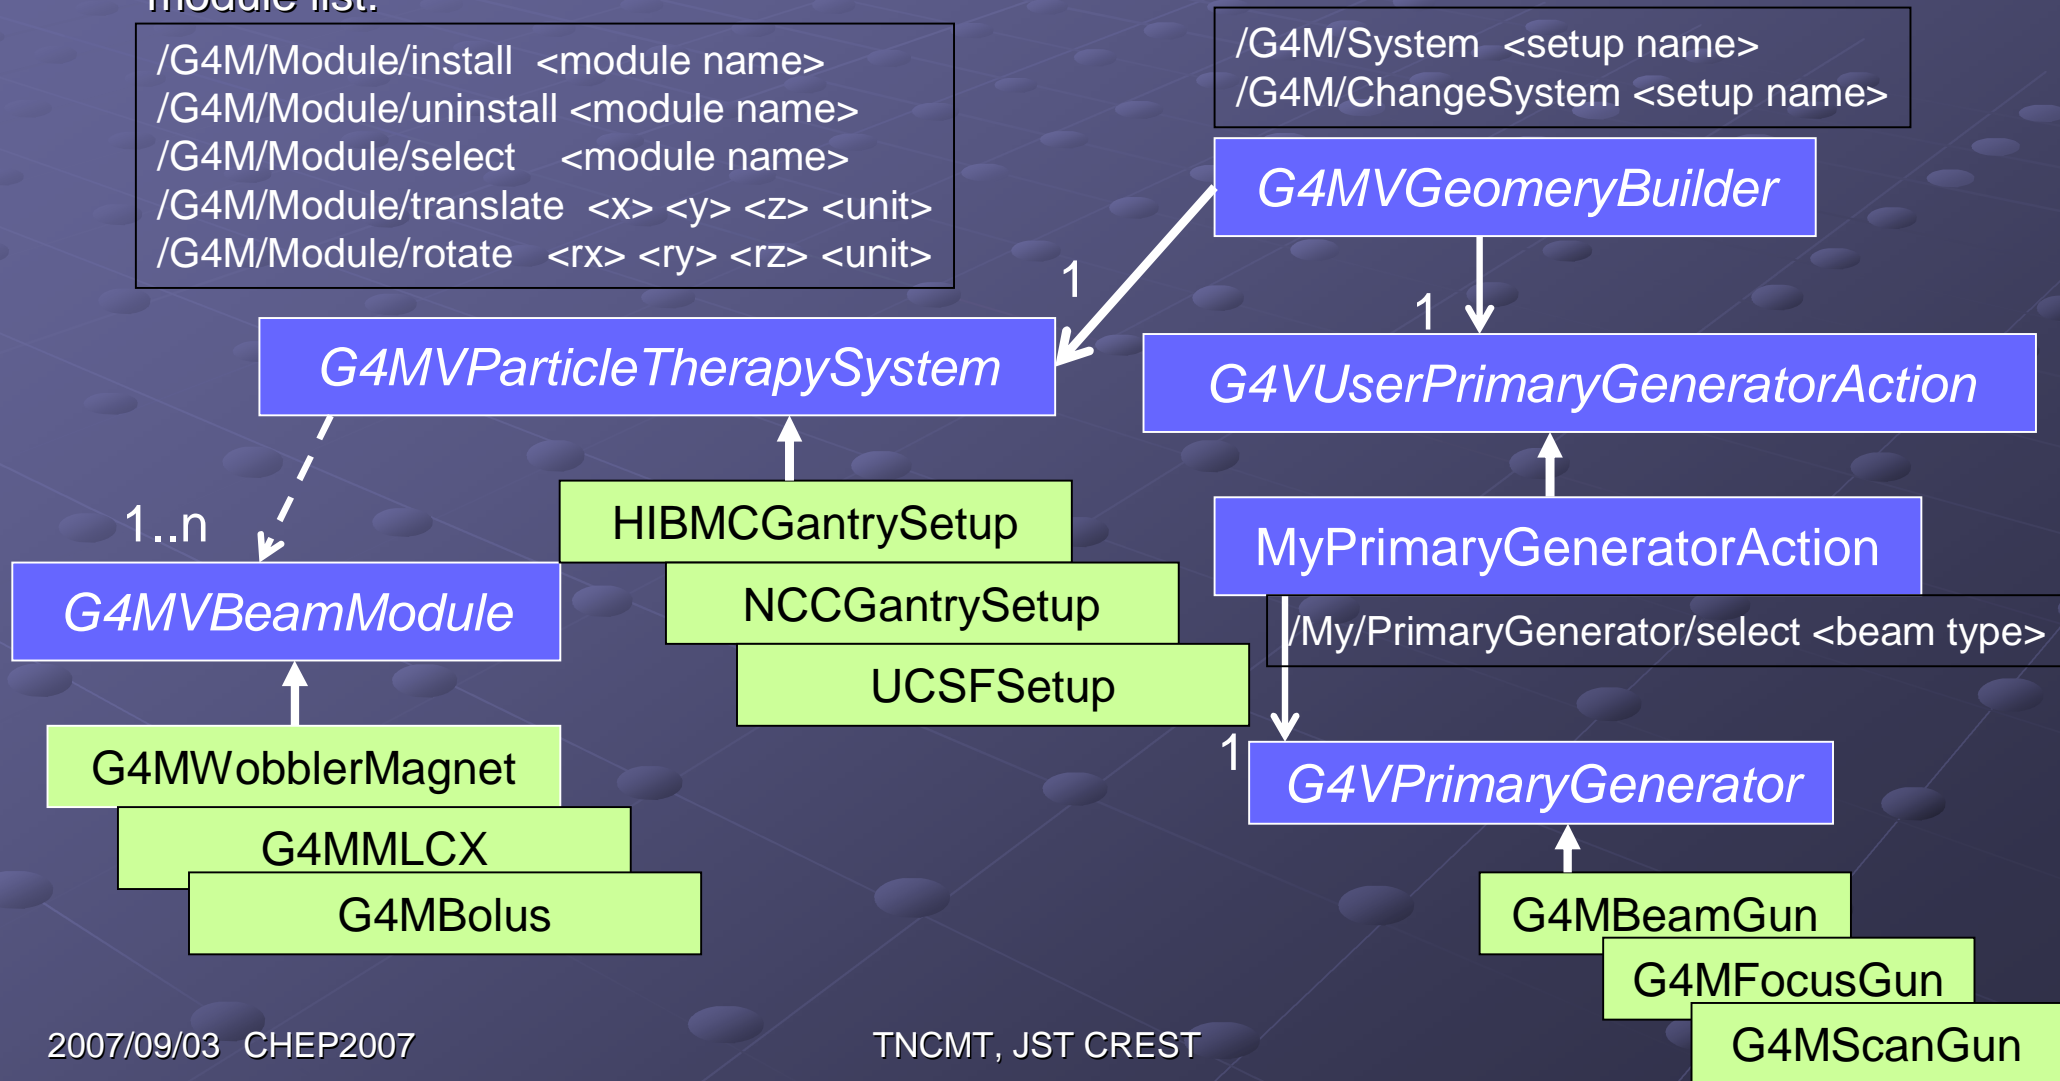 module list.
/G4M/Module/install <module name>
/G4M/Module/uninstall <module name>
/G4M/Module/select <module name>
/G4M/Module/translate <x> <y> <z> <unit>
/G4M/Module/rotate <rx> <ry> <rz> <unit>
/G4M/System <setup name>
/G4M/ChangeSystem <setup name>
G4MVGeomeryBuilder
1
1
G4MVParticleTherapySystem
G4VUserPrimaryGeneratorAction
1..n
HIBMCGantrySetup
NCCGantrySetup
UCSFSetup
MyPrimaryGeneratorAction
/My/PrimaryGenerator/select <beam type>
G4MVBeamModule
G4MWobblerMagnet
G4MMLCX
G4MBolus
1
G4VPrimaryGenerator
G4MBeamGun
G4MFocusGun
G4MScanGun
2007/09/03 CHEP2007
TNCMT, JST CREST